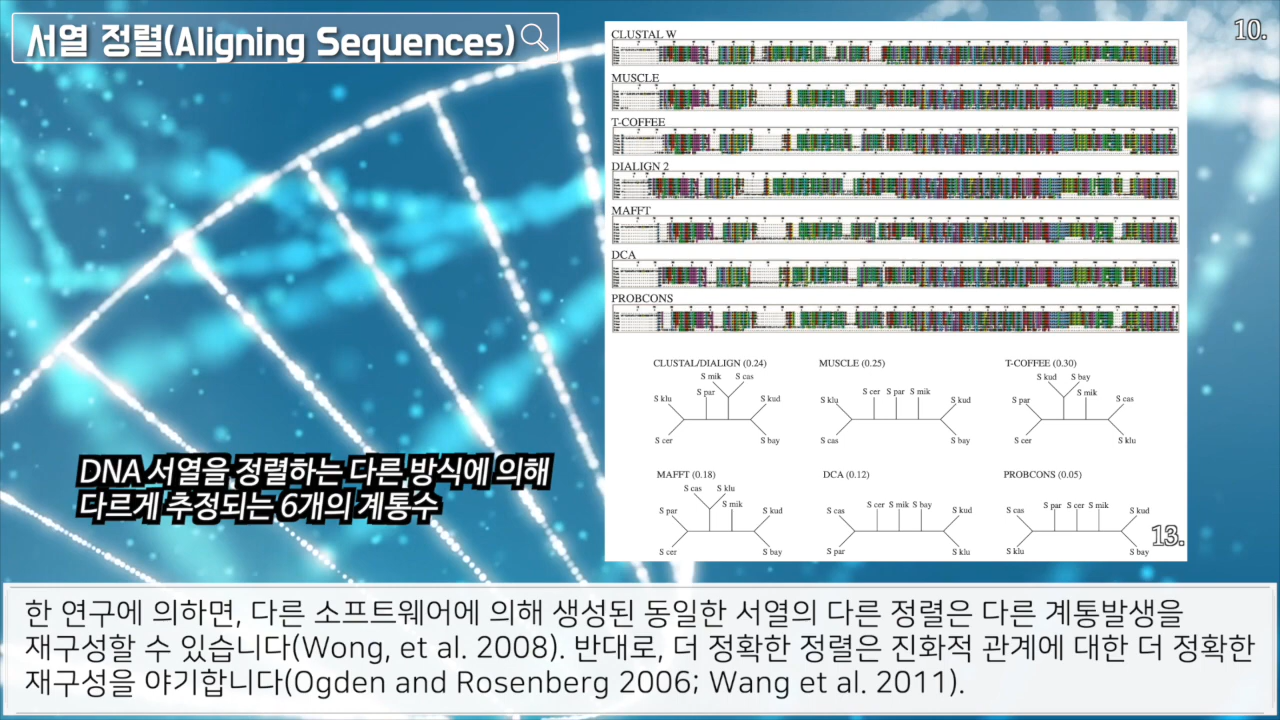 서열 정렬(Aligning Sequences)
10.
CLUSTAL W
MUSCLE
T-COFFEE
DIALIGN 2
MAFFT
DCA
PROBCONS
CLUSTAL/DIALIGN (0.24)
S mik S cas
S par
S klu S kud
S cer S bay
MUSCLE (0.25)
S cer S par S mik
S klu S kud
S cas S bay
T-COFFEE (0.30)
S kud S bay
S mik
S par S cas
S cer S klu
MAFFT (0.18)
S cas S klu
S mik
S par S kud
S cer S bay
DCA (0.12)
S cer S mik S bay
S cas S kud
S par S klu
PROBCONS (0.05)
S par S cer S mik
S cas S kud
S klu S bay
13.
DNA 서열을 정렬하는 다른 방식에 의해
다르게 추정되는 6개의 계통수
한 연구에 의하면, 다른 소프트웨어에 의해 생성된 동일한 서열의 다른 정렬은 다른 계통발생을
재구성할 수 있습니다(Wong, et al. 2008). 반대로, 더 정확한 정렬은 진화적 관계에 대한 더 정확한
재구성을 야기합니다(Ogden and Rosenberg 2006; Wang et al. 2011).